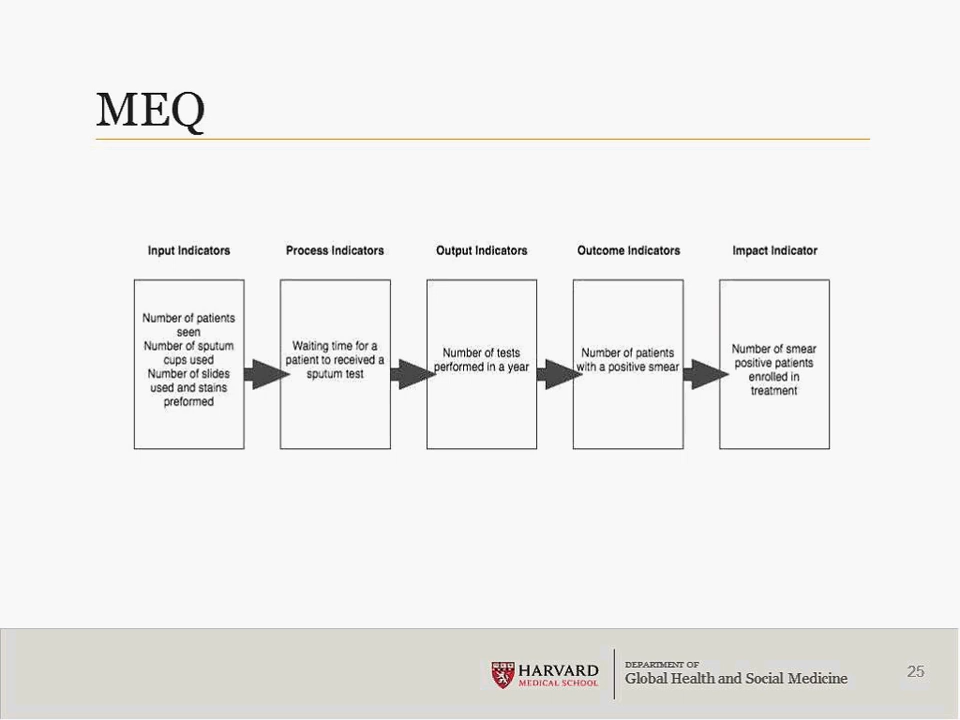 MEQ
Input Indicators
Process Indicators
Output Indicators
Outcome Indicators
Impact Indicator
Number of patients
seen
Number of sputum
cups used
Number of slides
used and stains
preformed
Waiting time for a
patient to received a
sputum test
Number of tests
performed in a year
Number of patients
with a positive smear
Number of smear
positive patients
enrolled in
treatment
HARVARD
MEDICAL SCHOOL
DEPARTMENT OF
Global Health and Social Medicine
25